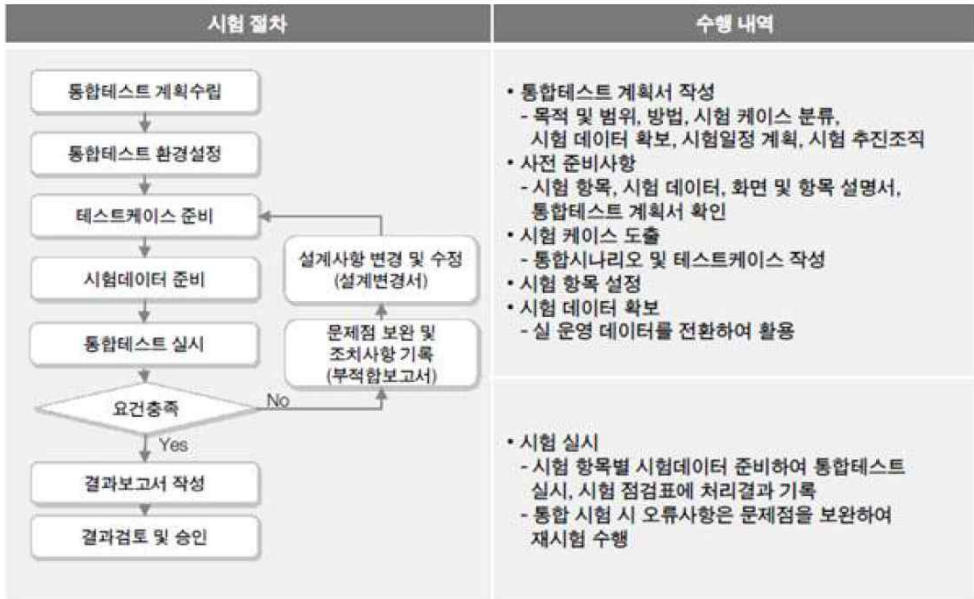 시험 절차
수행 내역
통합테스트 계획수립
통합테스트 환경설정
테스트케이스 준비
시험데이터 준비
통합테스트 실시
요건충족
No
Yes
설계사항 변경 및 수정
(설계변경서)
문제점 보완 및
조치사항 기록
(부적합보고서)
결과보고서 작성
결과검토 및 승인
• 통합테스트 계획서 작성
- 목적 및 범위, 방법, 시험 케이스 분류,
시험 데이터 확보, 시험일정 계획, 시험 추진조직
• 사전 준비사항
- 시험 항목, 시험 데이터, 화면 및 항목 설명서,
통합테스트 계획서 확인
• 시험 케이스 도출
- 통합시나리오 및 테스트케이스 작성
• 시험 항목 설정
• 시험 데이터 확보
- 실 운영 데이터를 전환하여 활용
• 시험 실시
- 시험 항목별 시험데이터 준비하여 통합테스트
실시, 시험 점검표에 처리결과 기록
- 통합 시험 시 오류사항은 문제점을 보완하여
재시험 수행